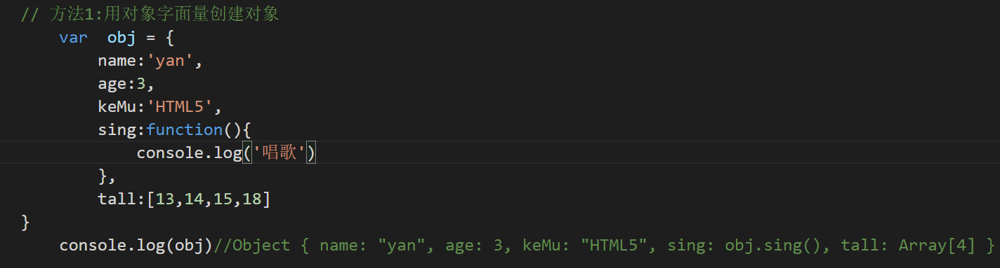 // 方法1:用对象字面量创建对象
var  obj = {
name:'yan',
age:3,
keMu:'HTML5',
sing:function(){
console.log('唱歌')
},
tall:[13,14,15,18]
}
console.log(obj)//Object { name: "yan", age: 3, keMu: "HTML5", sing: obj.sing(), tall: Array[4] }